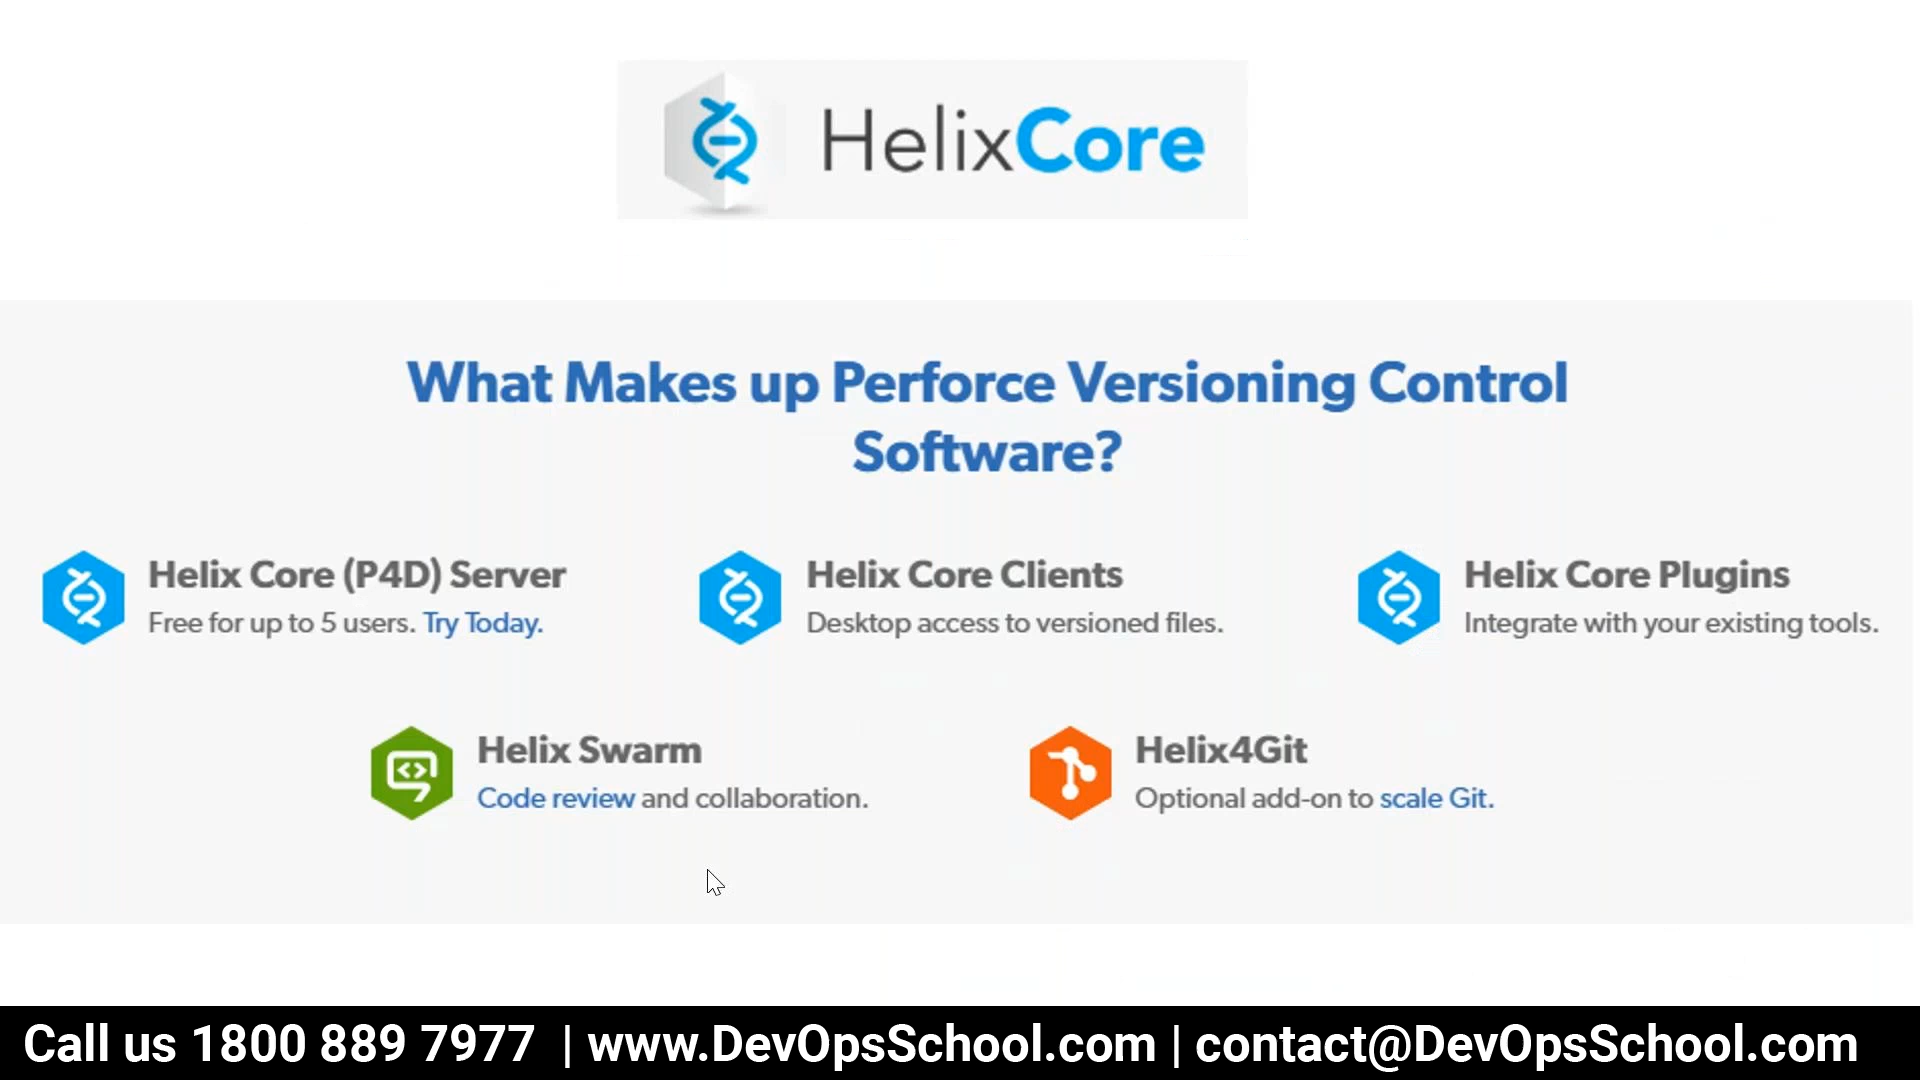 HelixCore
What Makes up Perforce Versioning Control
Software?
Helix Core (P4D) Server
Free for up to 5 users. Try Today.
Helix Core Clients
Desktop access to versioned files.
Helix Core Plugins
Integrate with your existing tools.
Helix Swarm
Code review and collaboration.
Helix4Git
Optional add-on to scale Git.
Call us 1800 889 7977 | www.DevOpsSchool.com | contact@DevOpsSchool.com